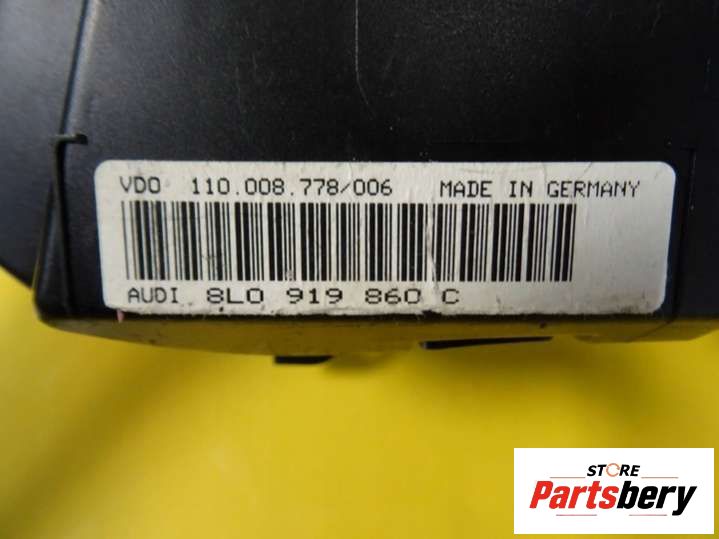 VDO 110.008.778/006 MADE IN GERMANY
AUDI 8L0 919 860 C
STORE
Partsbery